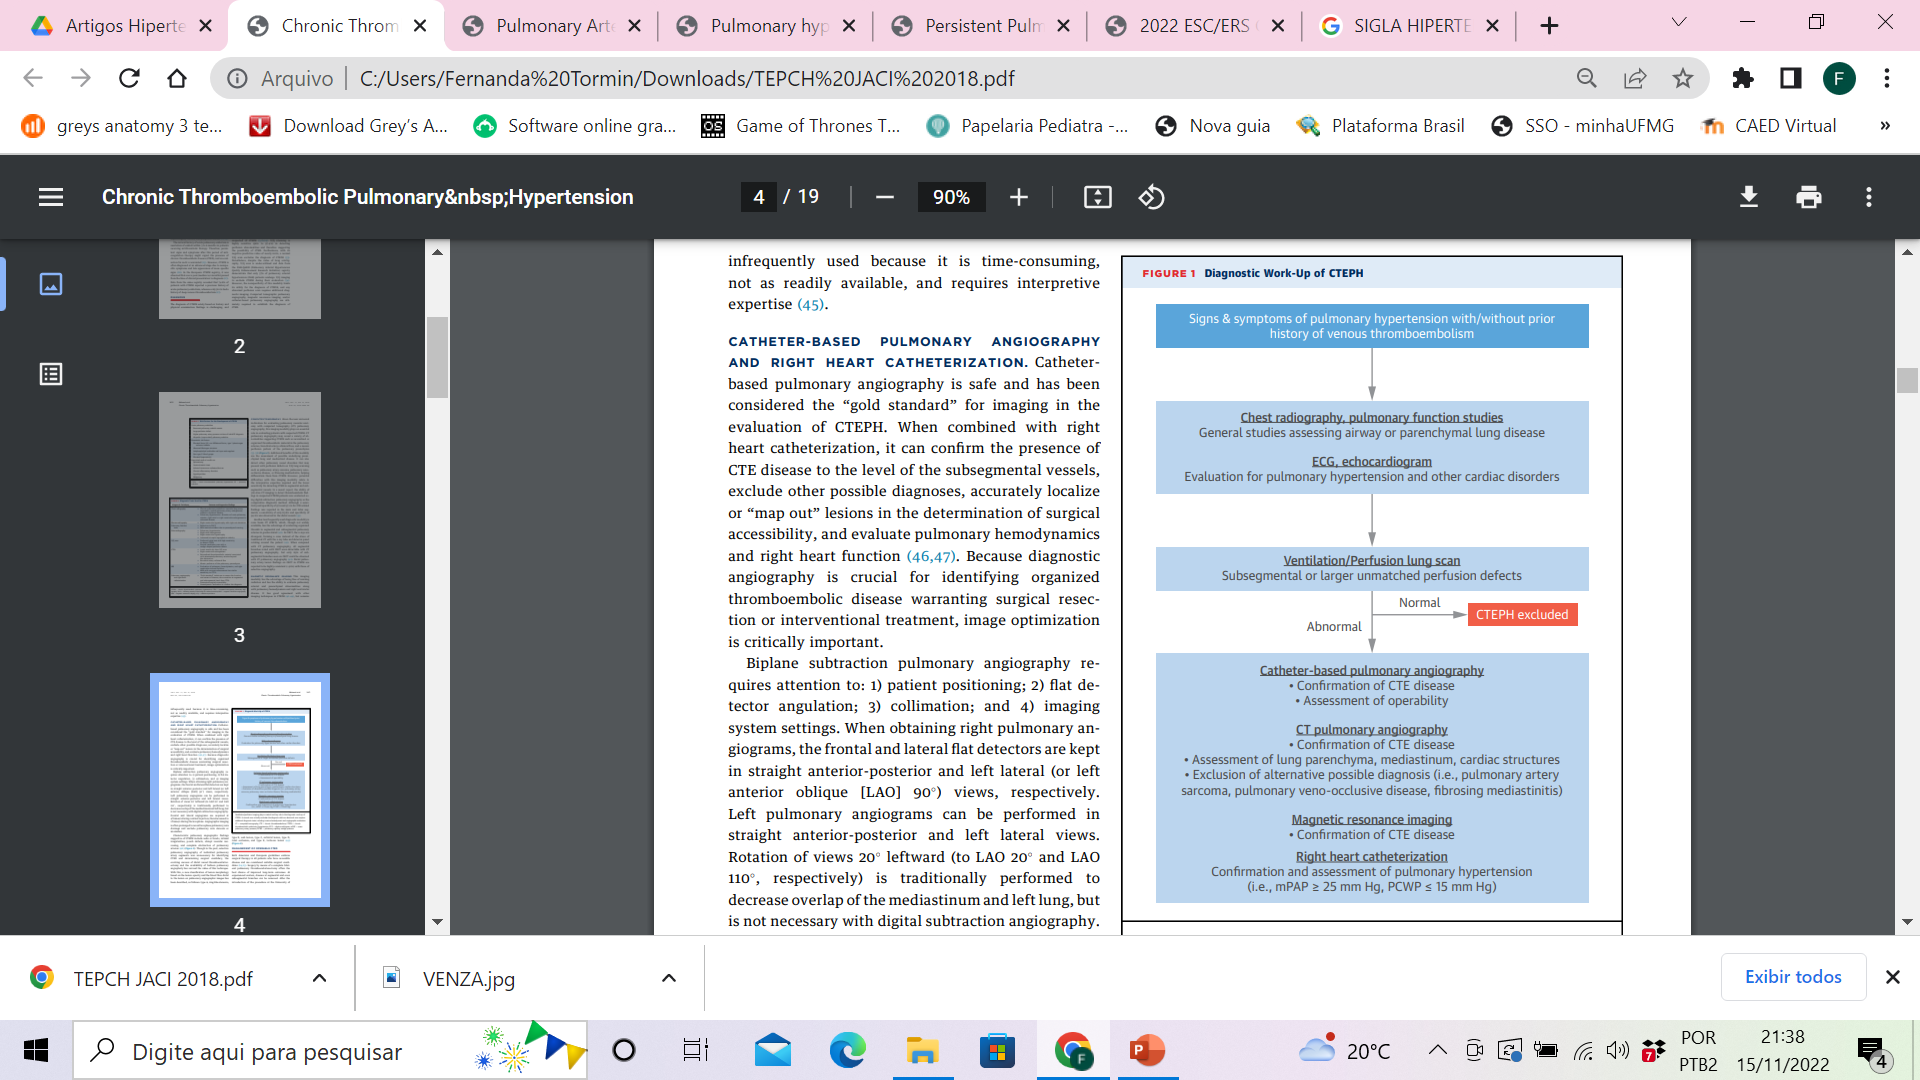 Artigos Hiperte
Chronic Throm
Pulmonary Arte
Pulmonary hyp
Persistent Pulm
2022 ESC/ERS
SIGLA HIPERTE
Arquivo
C:/Users/Fernanda%20Tormin/Downloads/TEPCH%20JACI%202018.pdf
F
greys anatomy 3 te...
Download Grey's A...
Software online gra...
OS
Game of Thrones T...
Papelaria Pediatra -...
Nova guia
Plataforma Brasil
SSO - minhaUFMG
CAED Virtual
»
Chronic Thromboembolic Pulmonary&nbsp;Hypertension
4 / 19
90%
2
3
4
infrequently used because it is time-consuming,
not as readily available, and requires interpretive
expertise (45).
CATHETER-BASED PULMONARY ANGIOGRAPHY
AND RIGHT HEART CATHETERIZATION. Catheter-
based pulmonary angiography is safe and has been
considered the “gold standard” for imaging in the
evaluation of CTEPH. When combined with right
heart catheterization, it can confirm the presence of
CTE disease to the level of the subsegmental vessels,
exclude other possible diagnoses, accurately localize
or “map out” lesions in the determination of surgical
accessibility, and evaluate pulmonary hemodynamics
and right heart function (46,47). Because diagnostic
angiography is crucial for identifying organized
thromboembolic disease warranting surgical resec-
tion or interventional treatment, image optimization
is critically important.
Biplane subtraction pulmonary angiography re-
quires attention to: 1) patient positioning; 2) flat de-
tector angulation; 3) collimation; and 4) imaging
system settings. When obtaining right pulmonary an-
giograms, the frontal and lateral flat detectors are kept
in straight anterior-posterior and left lateral (or left
anterior oblique [LAO] 90°) views, respectively.
Left pulmonary angiograms can be performed in
straight anterior-posterior and left lateral views.
Rotation of views 20° leftward (to LAO 20° and LAO
110°, respectively) is traditionally performed to
decrease overlap of the mediastinum and left lung, but
is not necessary with digital subtraction angiography.
FIGURE 1 Diagnostic Work-Up of CTEPH
Signs & symptoms of pulmonary hypertension with/without prior
history of venous thromboembolism
Chest radiography, pulmonary function studies
General studies assessing airway or parenchymal lung disease
ECG, echocardiogram
Evaluation for pulmonary hypertension and other cardiac disorders
Ventilation/Perfusion lung scan
Subsegmental or larger unmatched perfusion defects
Normal
CTEPH excluded
Abnormal
Catheter-based pulmonary angiography
• Confirmation of CTE disease
• Assessment of operability
CT pulmonary angiography
• Confirmation of CTE disease
• Assessment of lung parenchyma, mediastinum, cardiac structures
• Exclusion of alternative possible diagnosis (i.e., pulmonary artery
sarcoma, pulmonary veno-occlusive disease, fibrosing mediastinitis)
Magnetic resonance imaging
• Confirmation of CTE disease
Right heart catheterization
Confirmation and assessment of pulmonary hypertension
(i.e., mPAP ≥ 25 mm Hg, PCWP ≤ 15 mm Hg)
TEPCH JACI 2018.pdf
VENZA.jpg
Exibir todos
Digite aqui para pesquisar
F
P
20°C
7
POR
PTB2
21:38
15/11/2022
4